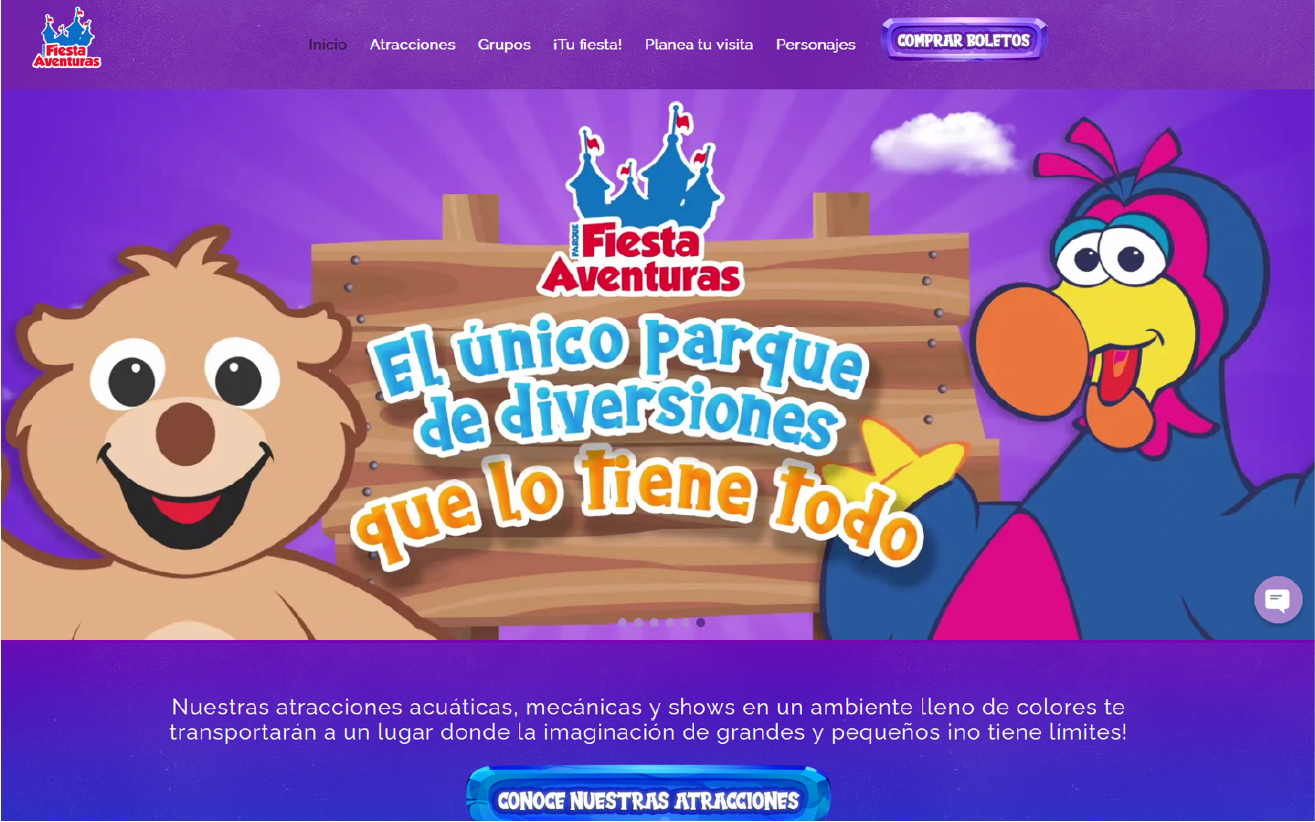 Fiesta
Aventuras
Inicio
Atracciones
Grupos
¡Tu fiesta!
Planea tu visita
Personajes
COMPRAR BOLETOS
PARQUE
Fiesta
Aventuras
El único parque
de diversiones
que lo tiene todo
Nuestras atracciones acuáticas, mecánicas y shows en un ambiente lleno de colores te
transportarán a un lugar donde la imaginación de grandes y pequeños ¡no tiene límites!
CONOCE NUESTRAS ATRACCIONES